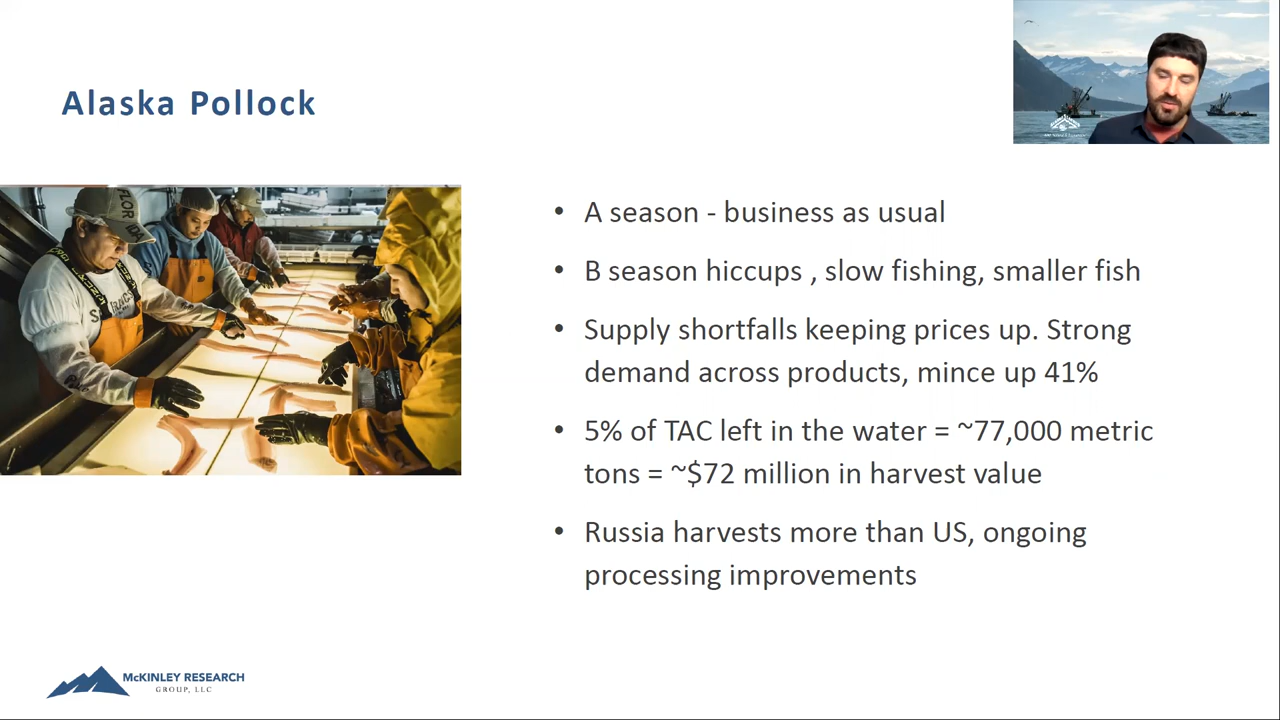 Alaska Pollock
• A season - business as usual
• B season hiccups , slow fishing, smaller fish
• Supply shortfalls keeping prices up. Strong
demand across products, mince up 41%
• 5% of TAC left in the water = ~77,000 metric
tons = ~$72 million in harvest value
• Russia harvests more than US, ongoing
processing improvements
McKINLEY RESEARCH
GROUP, LLC